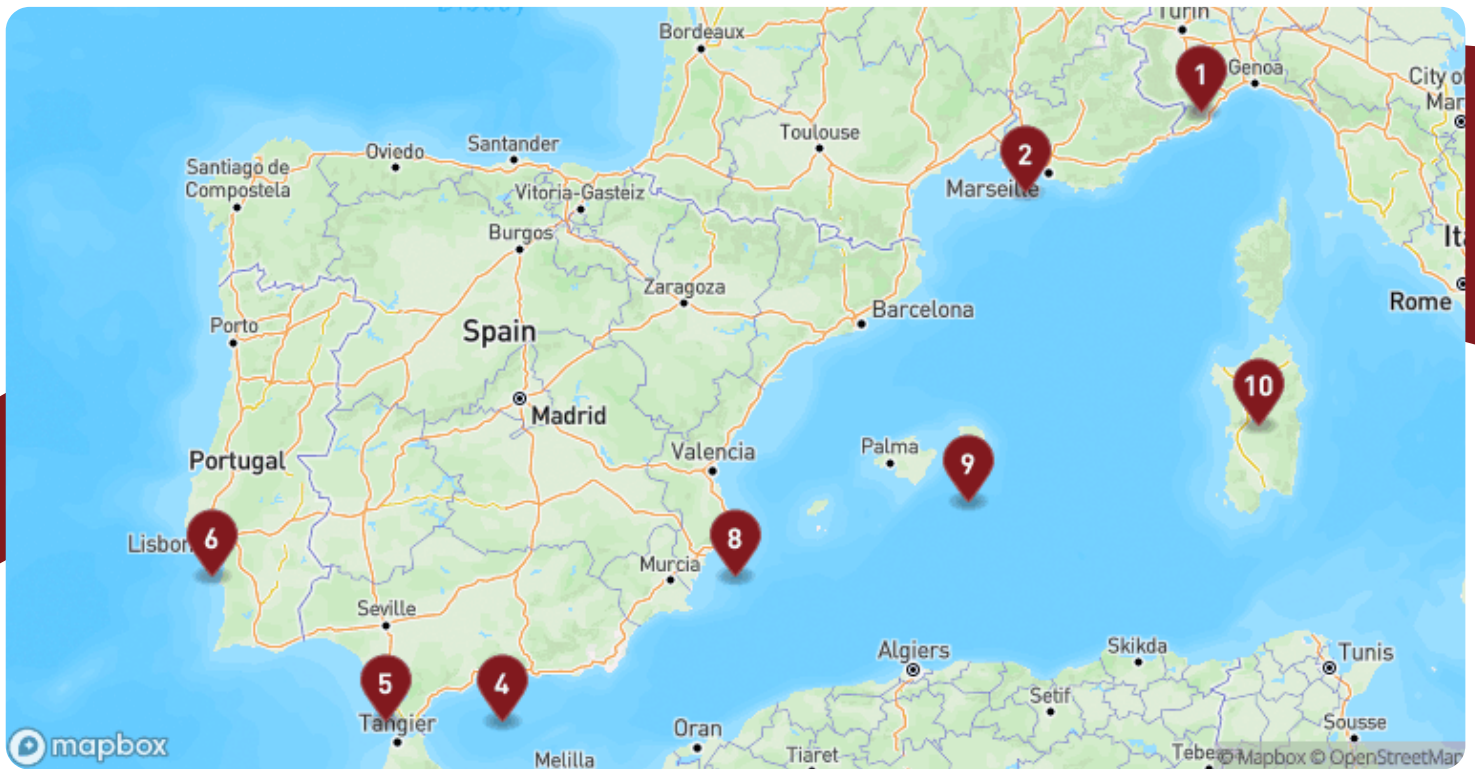 Biscay
Turin
Bordeaux
1
Genoa
City of
Mar
Toulouse
2
Santander
Oviedo
Santiago de
Compostela
Marseille
Vitoria-Gasteiz
Burgos
Ita
Zaragoza
Rome
Barcelona
Porto
Spain
10
Madrid
Palma
Valencia
Portugal
9
Lisbon
6
8
Murcia
Seville
Algiers
Skikda
Tunis
5
4
Setif
Tangier
Oran
Sousse
mapbox
Melilla
Tiaret
Tebessa
© Mapbox © OpenStreetMap